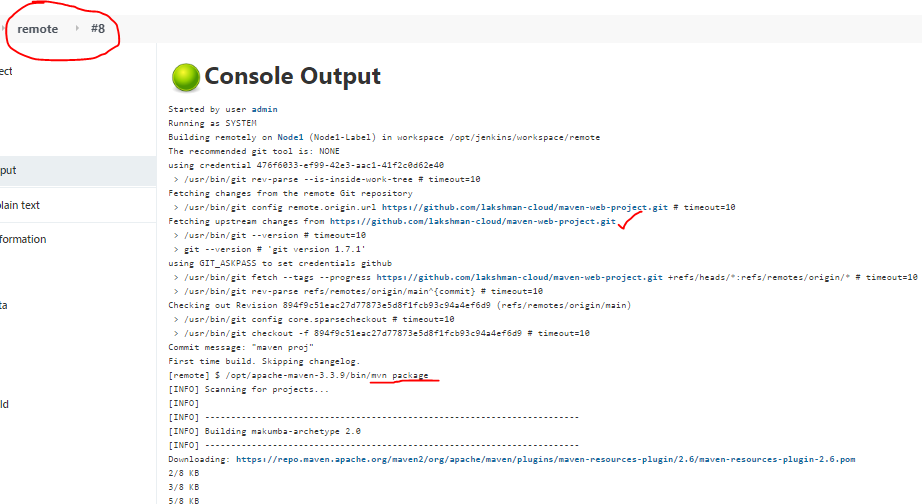 remote #8
ect
Console Output
Started by user admin
Running as SYSTEM
Building remotely on Node1 (Node1-Label) in workspace /opt/jenkins/workspace/remote
The recommended git tool is: NONE
using credential 476f6033-ef99-42e3-aac1-41f2c0d62e40
> /usr/bin/git rev-parse --is-inside-work-tree # timeout=10
put
Fetching changes from the remote Git repository
> /usr/bin/git config remote.origin.url https://github.com/lakshman-cloud/maven-web-project.git # timeout=10
lain text
Fetching upstream changes from https://github.com/lakshman-cloud/maven-web-project.git
> /usr/bin/git --version # timeout=10
formation
> git --version # 'git version 1.7.1'
using GIT_ASKPASS to set credentials github
> /usr/bin/git fetch --tags --progress https://github.com/lakshman-cloud/maven-web-project.git +refs/heads/*:refs/remotes/origin/* # timeout=10
> /usr/bin/git rev-parse refs/remotes/origin/main^{commit} # timeout=10
Checking out Revision 894f9c51eac27d77873e5d8f1fcb93c94a4ef6d9 (refs/remotes/origin/main)
ta
> /usr/bin/git config core.sparsecheckout # timeout=10
> /usr/bin/git checkout -f 894f9c51eac27d77873e5d8f1fcb93c94a4ef6d9 # timeout=10
Commit message: "maven proj"
First time build. Skipping changelog.
[remote] $ /opt/apache-maven-3.3.9/bin/mvn package
[INFO] Scanning for projects...
[INFO]
ld
[INFO] ------------------------------------------------------------------------
[INFO] Building makumba-archetype 2.0
[INFO] ------------------------------------------------------------------------
Downloading: https://repo.maven.apache.org/maven2/org/apache/maven/plugins/maven-resources-plugin/2.6/maven-resources-plugin-2.6.pom
2/8 KB
3/8 KB
5/8 KB